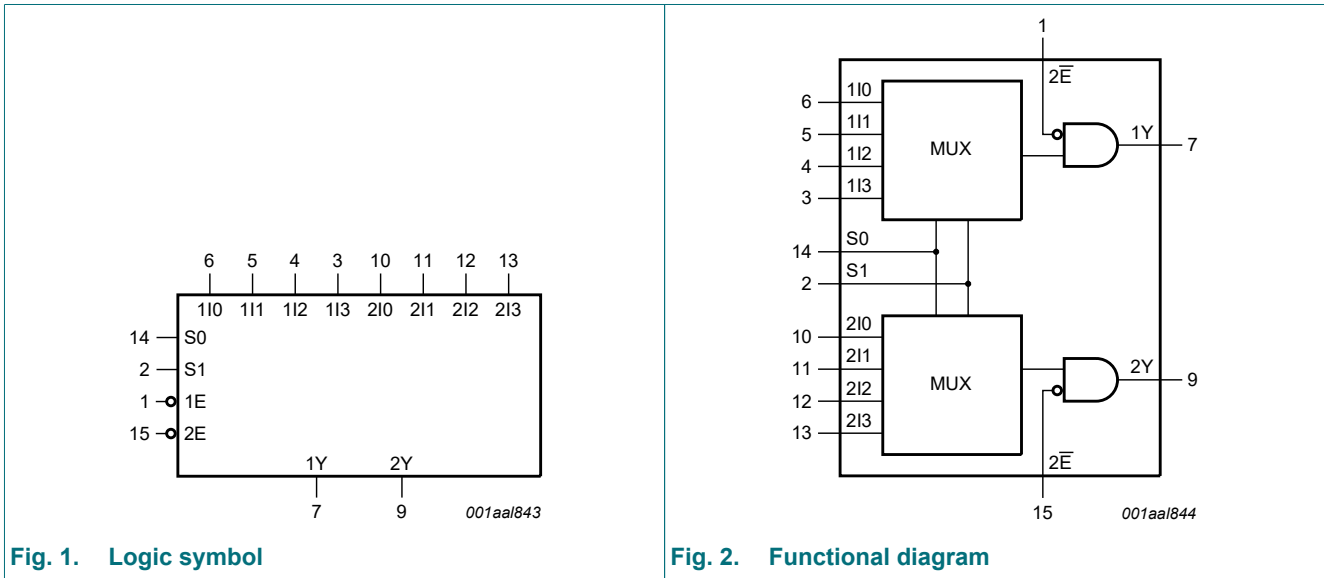 6 5 4 3 10 11 12 13
1I0 1I1 1I2 1I3 2I0 2I1 2I2 2I3
14 S0
2 S1
1 1E
15 2E
1Y 2Y
7 9 001aal843
Fig. 1. Logic symbol
1
2E̅
6 1I0
5 1I1
4 1I2
3 1I3
MUX
1Y 7
14 S0
2 S1
10 2I0
11 2I1
12 2I2
13 2I3
MUX
2Y 9
2E̅
15 001aal844
Fig. 2. Functional diagram